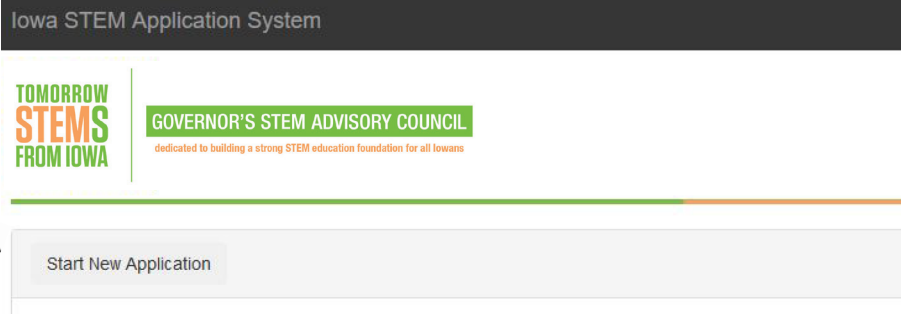 Iowa STEM Application System
TOMORROW
STEMS
FROM IOWA
GOVERNOR'S STEM ADVISORY COUNCIL
dedicated to building a strong STEM education foundation for all Iowans
Start New Application